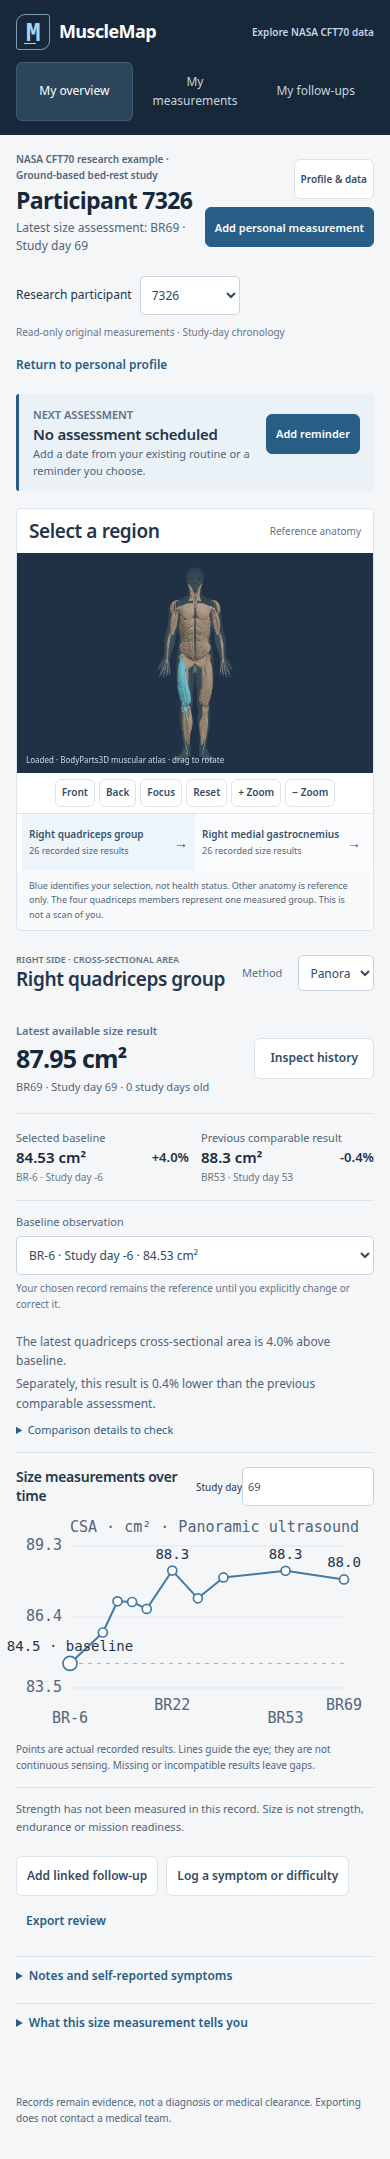 M MuscleMap
Explore NASA CFT70 data
My overview
My
measurements
My follow-ups
NASA CFT70 research example ·
Ground-based bed-rest study
Participant 7326
Latest size assessment: BR69 ·
Study day 69
Profile & data
Add personal measurement
Research participant
7326
Read-only original measurements · Study-day chronology
Return to personal profile
NEXT ASSESSMENT
No assessment scheduled
Add a date from your existing routine or a
reminder you choose.
Add reminder
Select a region
Reference anatomy
Loaded · BodyParts3D muscular atlas · drag to rotate
Front
Back
Focus
Reset
+ Zoom
− Zoom
Right quadriceps group
26 recorded size results
→
Right medial gastrocnemius
26 recorded size results
→
Blue identifies your selection, not health status. Other anatomy is reference
only. The four quadriceps members represent one measured group. This is
not a scan of you.
RIGHT SIDE · CROSS-SECTIONAL AREA
Right quadriceps group
Method
Panora
Latest available size result
87.95 cm²
BR69 · Study day 69 · 0 study days old
Inspect history
Selected baseline
84.53 cm²
+4.0%
BR-6 · Study day -6
Previous comparable result
88.3 cm²
-0.4%
BR53 · Study day 53
Baseline observation
BR-6 · Study day -6 · 84.53 cm²
Your chosen record remains the reference until you explicitly change or
correct it.
The latest quadriceps cross-sectional area is 4.0% above
baseline.
Separately, this result is 0.4% lower than the previous
comparable assessment.
Comparison details to check
Size measurements over
time
Study day
69
CSA · cm² · Panoramic ultrasound
89.3
88.3
88.3
88.0
86.4
84.5 · baseline
83.5
BR-6
BR22
BR53
BR69
Points are actual recorded results. Lines guide the eye; they are not
continuous sensing. Missing or incompatible results leave gaps.
Strength has not been measured in this record. Size is not strength,
endurance or mission readiness.
Add linked follow-up
Log a symptom or difficulty
Export review
Notes and self-reported symptoms
What this size measurement tells you
Records remain evidence, not a diagnosis or medical clearance. Exporting
does not contact a medical team.